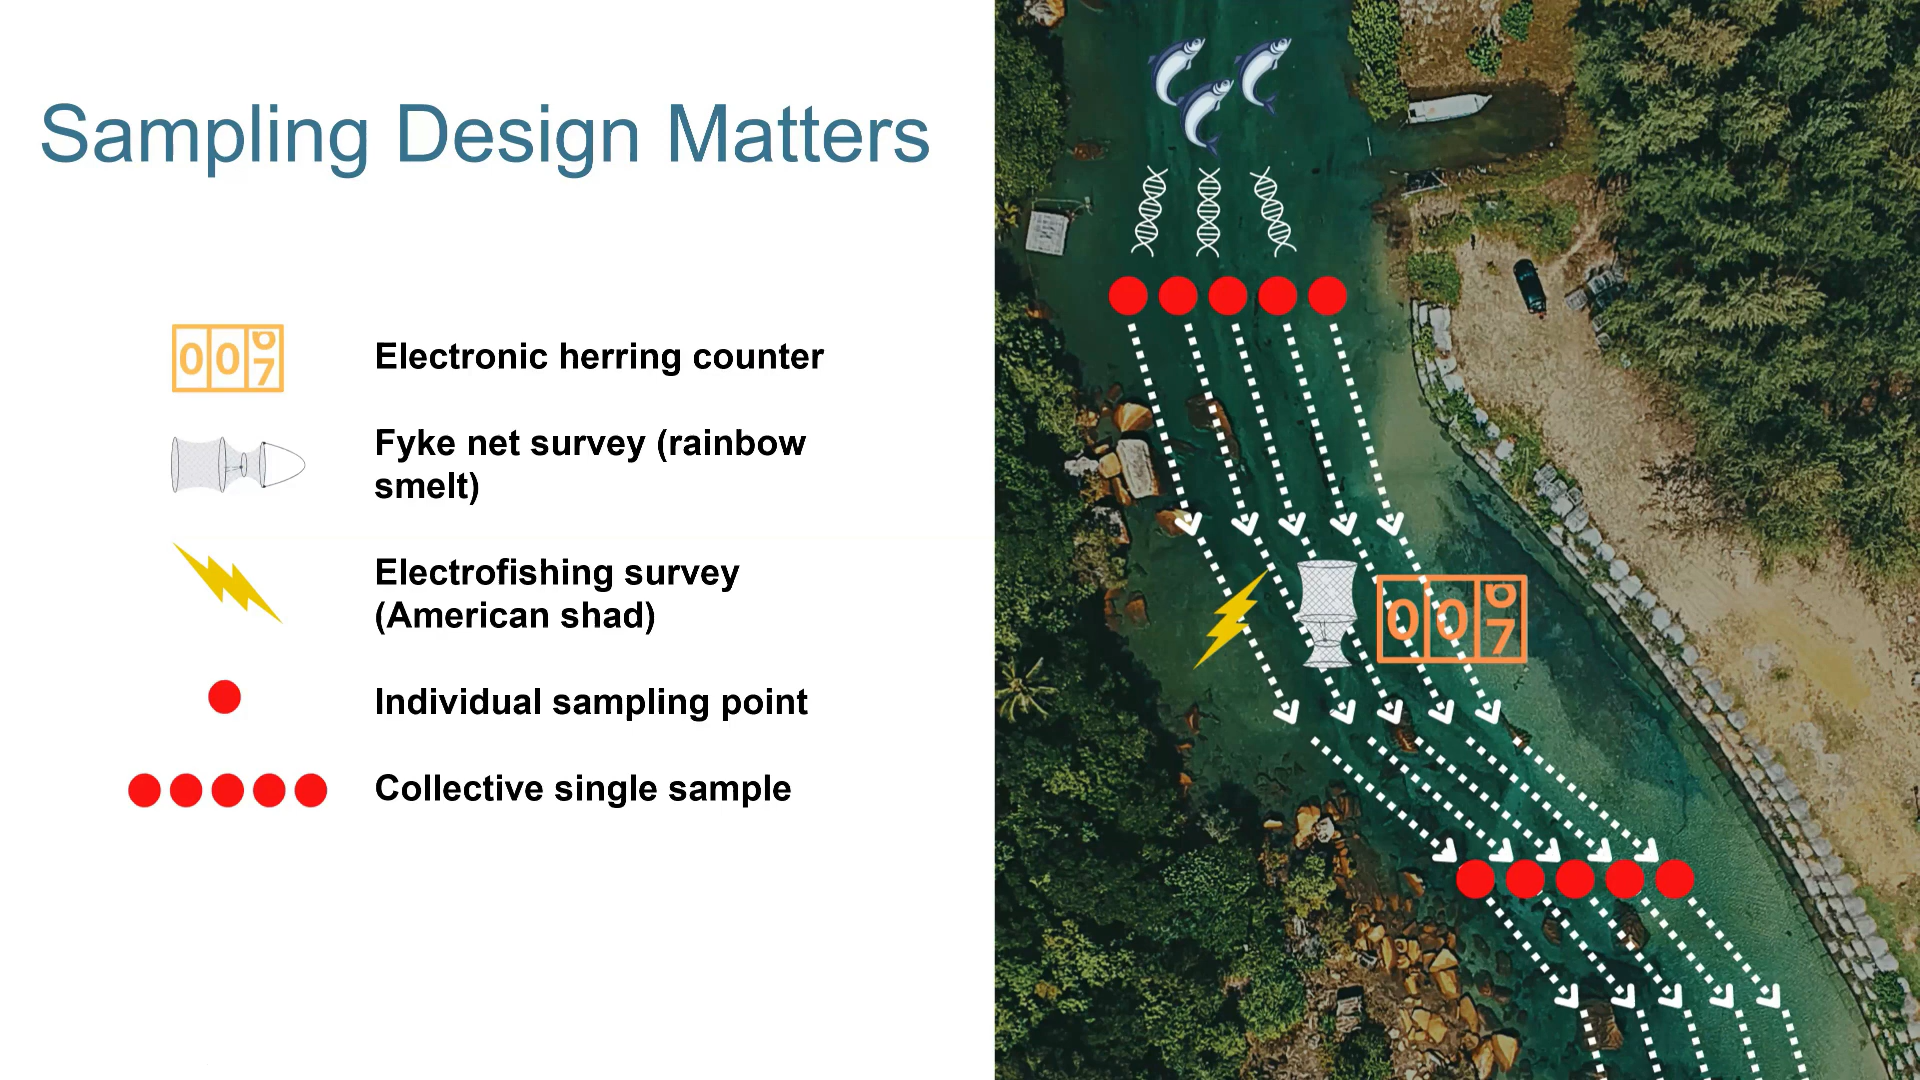 Sampling Design Matters
007
Electronic herring counter
Fyke net survey (rainbow
smelt)
Electrofishing survey
(American shad)
Individual sampling point
Collective single sample
007